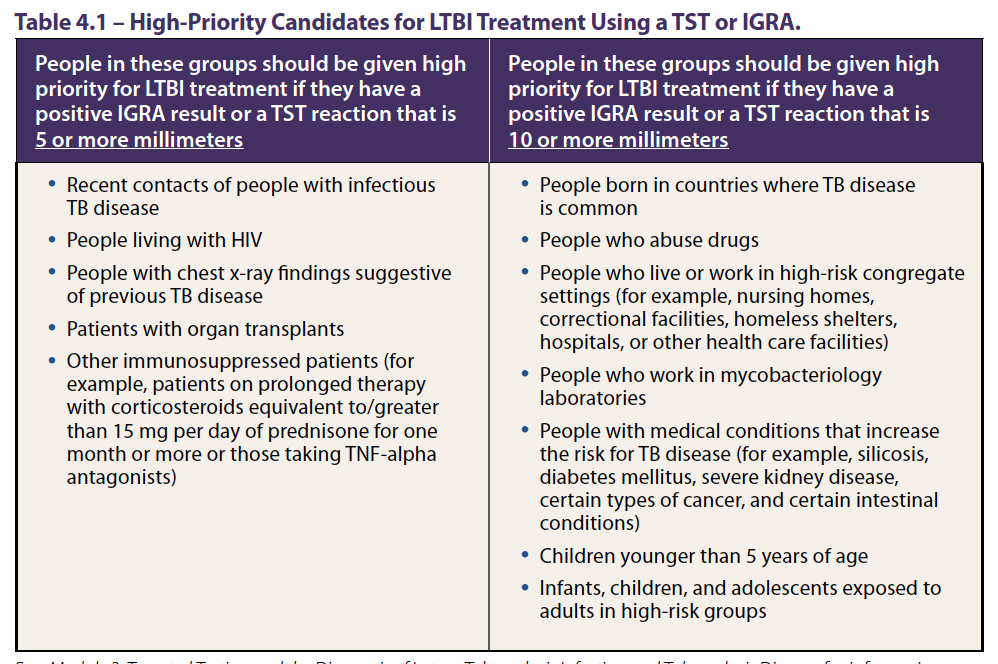 Table 4.1 – High-Priority Candidates for LTBI Treatment Using a TST or IGRA.
People in these groups should be given high
priority for LTBI treatment if they have a
positive IGRA result or a TST reaction that is
5 or more millimeters
• Recent contacts of people with infectious
TB disease
• People living with HIV
• People with chest x-ray findings suggestive
of previous TB disease
• Patients with organ transplants
• Other immunosuppressed patients (for
example, patients on prolonged therapy
with corticosteroids equivalent to/greater
than 15 mg per day of prednisone for one
month or more or those taking TNF-alpha
antagonists)
People in these groups should be given high
priority for LTBI treatment if they have a
positive IGRA result or a TST reaction that is
10 or more millimeters
• People born in countries where TB disease
is common
• People who abuse drugs
• People who live or work in high-risk congregate
settings (for example, nursing homes,
correctional facilities, homeless shelters,
hospitals, or other health care facilities)
• People who work in mycobacteriology
laboratories
• People with medical conditions that increase
the risk for TB disease (for example, silicosis,
diabetes mellitus, severe kidney disease,
certain types of cancer, and certain intestinal
conditions)
• Children younger than 5 years of age
• Infants, children, and adolescents exposed to
adults in high-risk groups